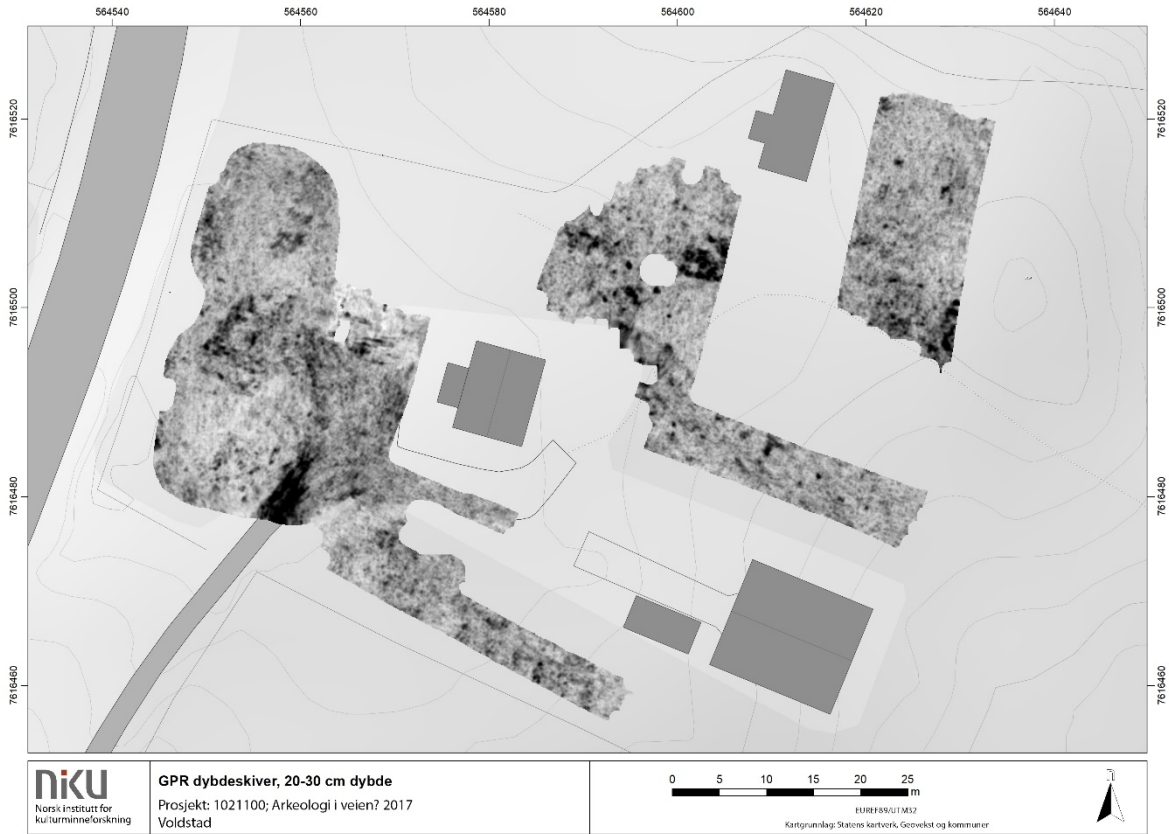 564540 564560 564580 564600 564620 564640
7616520
7616500
7616480
7616460
7616520
7616500
7616480
7616460
niku
Norsk institutt for
kulturminneforskning
GPR dybdeskiver, 20-30 cm dybde
Prosjekt: 1021100; Arkeologi i veien? 2017
Voldstad
0 5 10 15 20 25
m
EUREF89/UTM32
Kartgrunnlag: Statens kartverk, Geovekst og kommuner